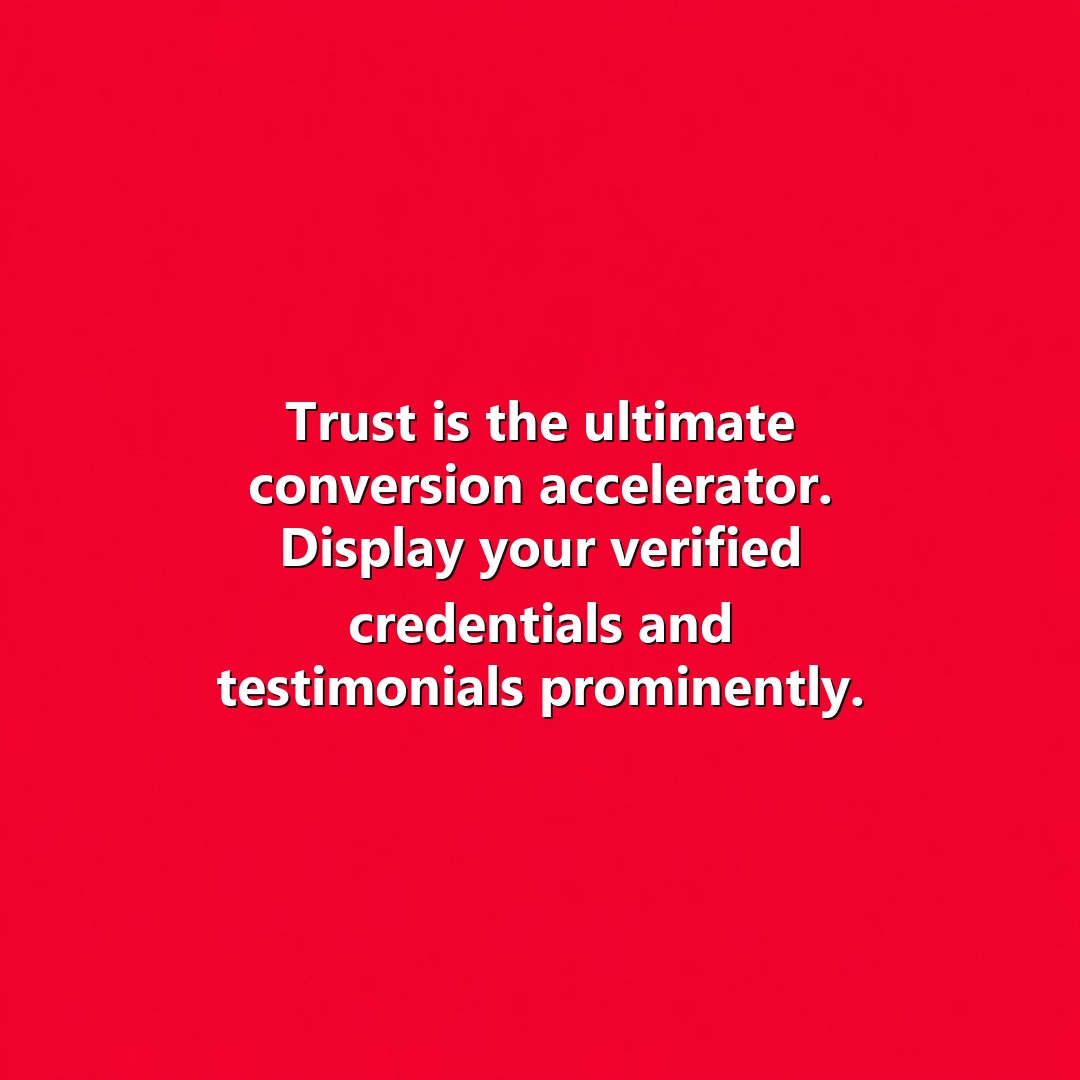 Trust is the ultimate
conversion accelerator.
Display your verified
credentials and
testimonials prominently.